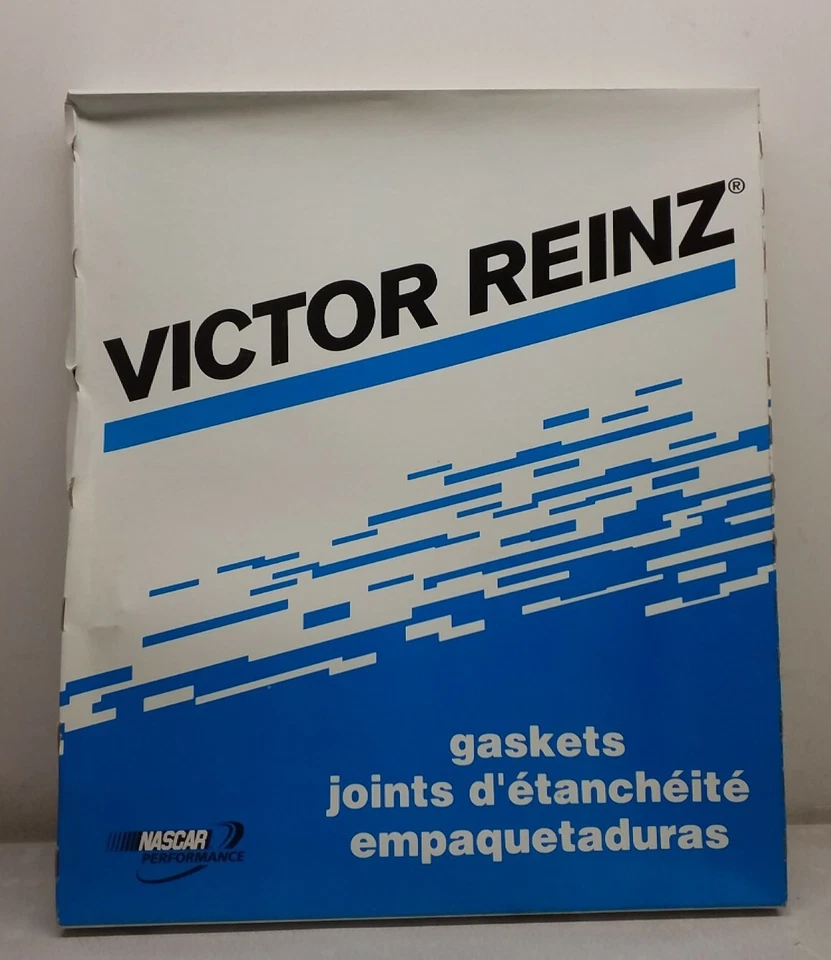 VICTOR REINZ®
gaskets
joints d'étanchéité
empaquetaduras
NASCAR
PERFORMANCE